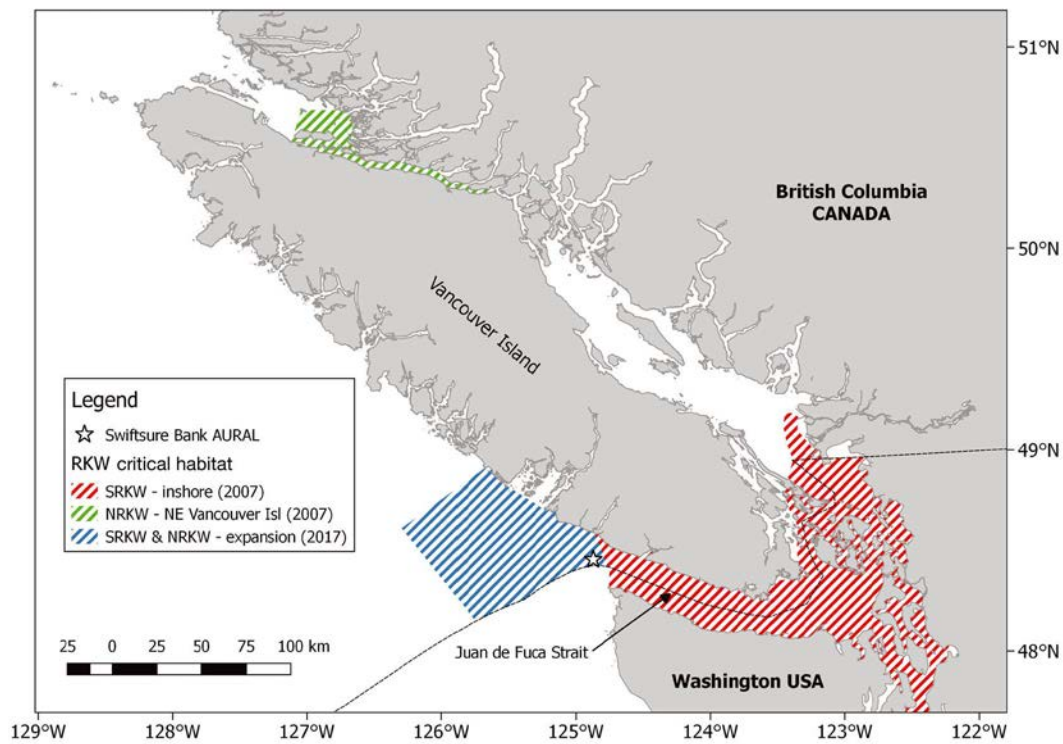 51°N
British Columbia
CANADA
50°N
Vancouver Island
Legend
Swiftsure Bank AURAL
RKW critical habitat
SRKW - inshore (2007)
NRKW - NE Vancouver Isl (2007)
SRKW & NRKW - expansion (2017)
49°N
25 0 25 50 75 100 km
Juan de Fuca Strait
48°N
Washington USA
129°W 128°W 127°W 126°W 125°W 124°W 123°W 122°W